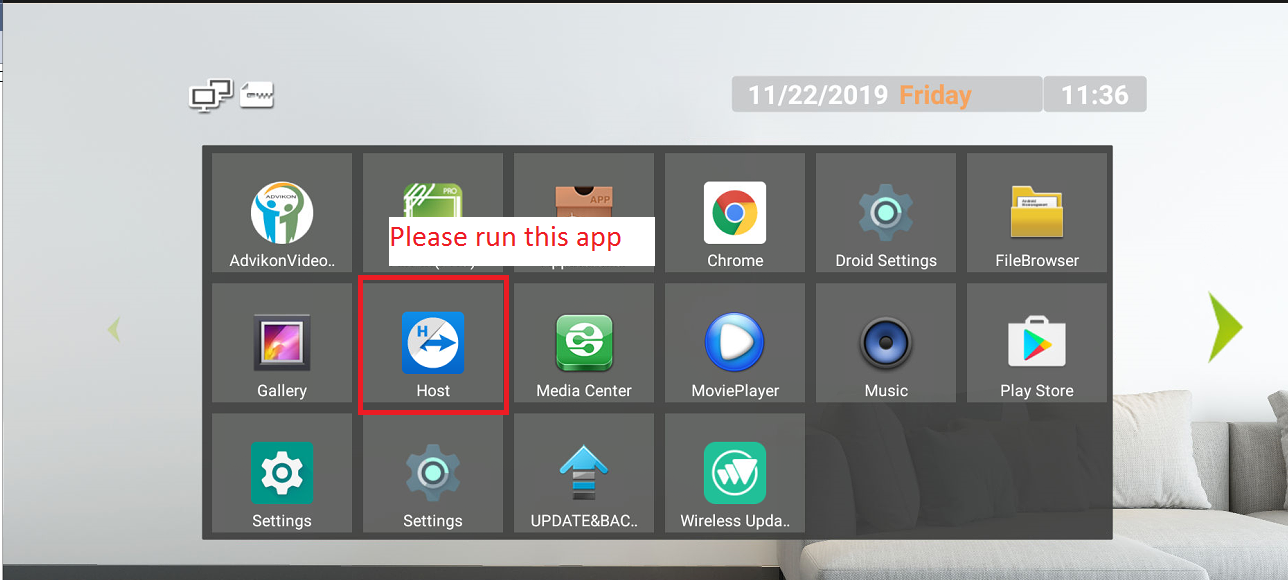 11/22/2019 Friday 11:36
ADVIKON
PRO
APP
Please run this app
AdvikonVideo..
Chrome
Droid Settings
FileBrowser
H
Gallery
Host
Media Center
MoviePlayer
Music
Play Store
Settings
Settings
UPDATE&BAC..
Wireless Upda..